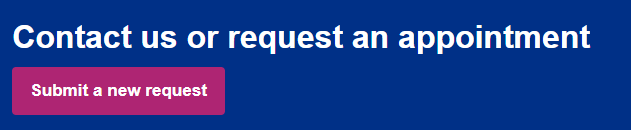 Contact us or request an appointment
Submit a new request